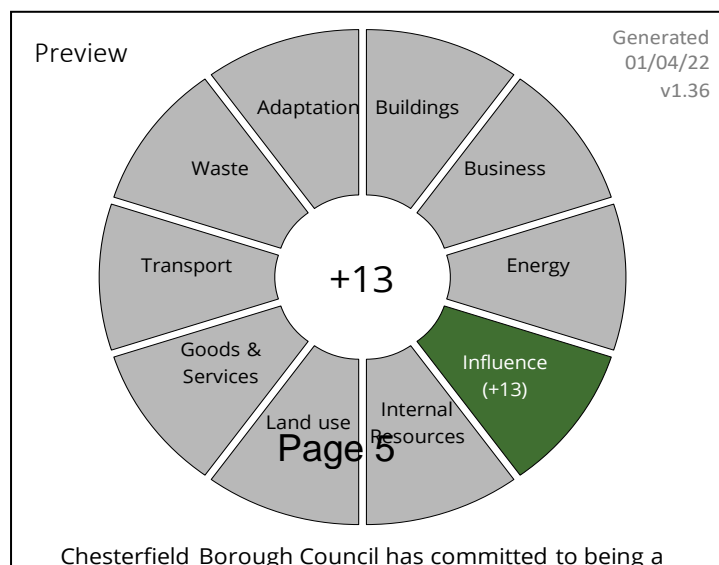 Preview
Generated
01/04/22
v1.36
Adaptation
Buildings
Waste
Business
Transport
+13
Energy
Goods &
Services
Influence
(+13)
Land use
Internal
Resources
Page 5
Chesterfield Borough Council has committed to being a